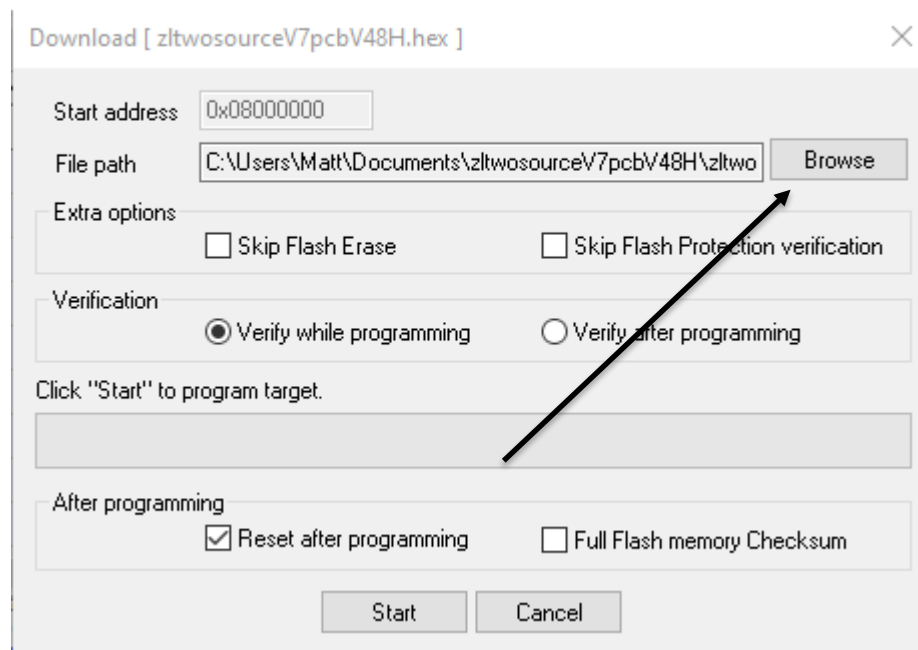 Download [ zltwosourceV7pcbV48H.hex ]
Start address 0x08000000
File path C:\Users\Matt\Documents\zltwosourceV7pcbV48H\zltwo Browse
Extra options
Skip Flash Erase Skip Flash Protection verification
Verification
Verify while programming Verify after programming
Click "Start" to program target.
After programming
Reset after programming Full Flash memory Checksum
Start Cancel